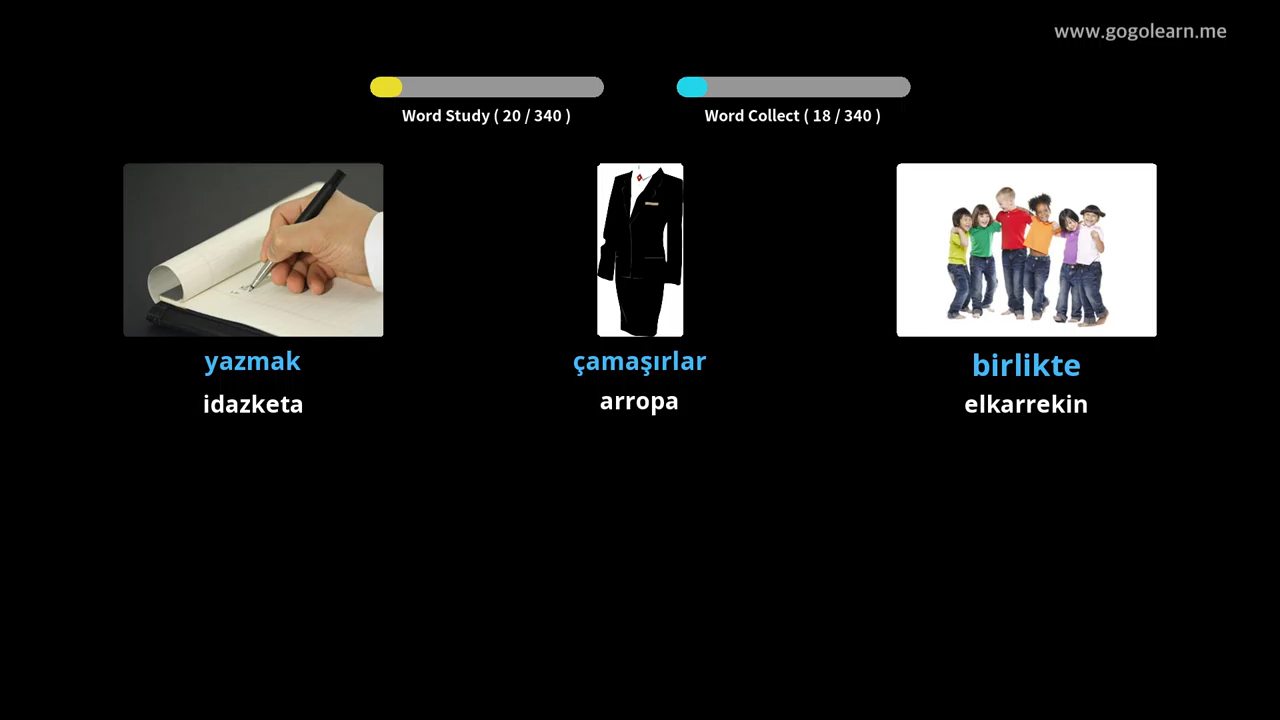 www.gogolearn.me
Word Study ( 20 / 340 )
Word Collect ( 18 / 340 )
yazmak
idazketa
çamaşırlar
arropa
birlikte
elkarrekin